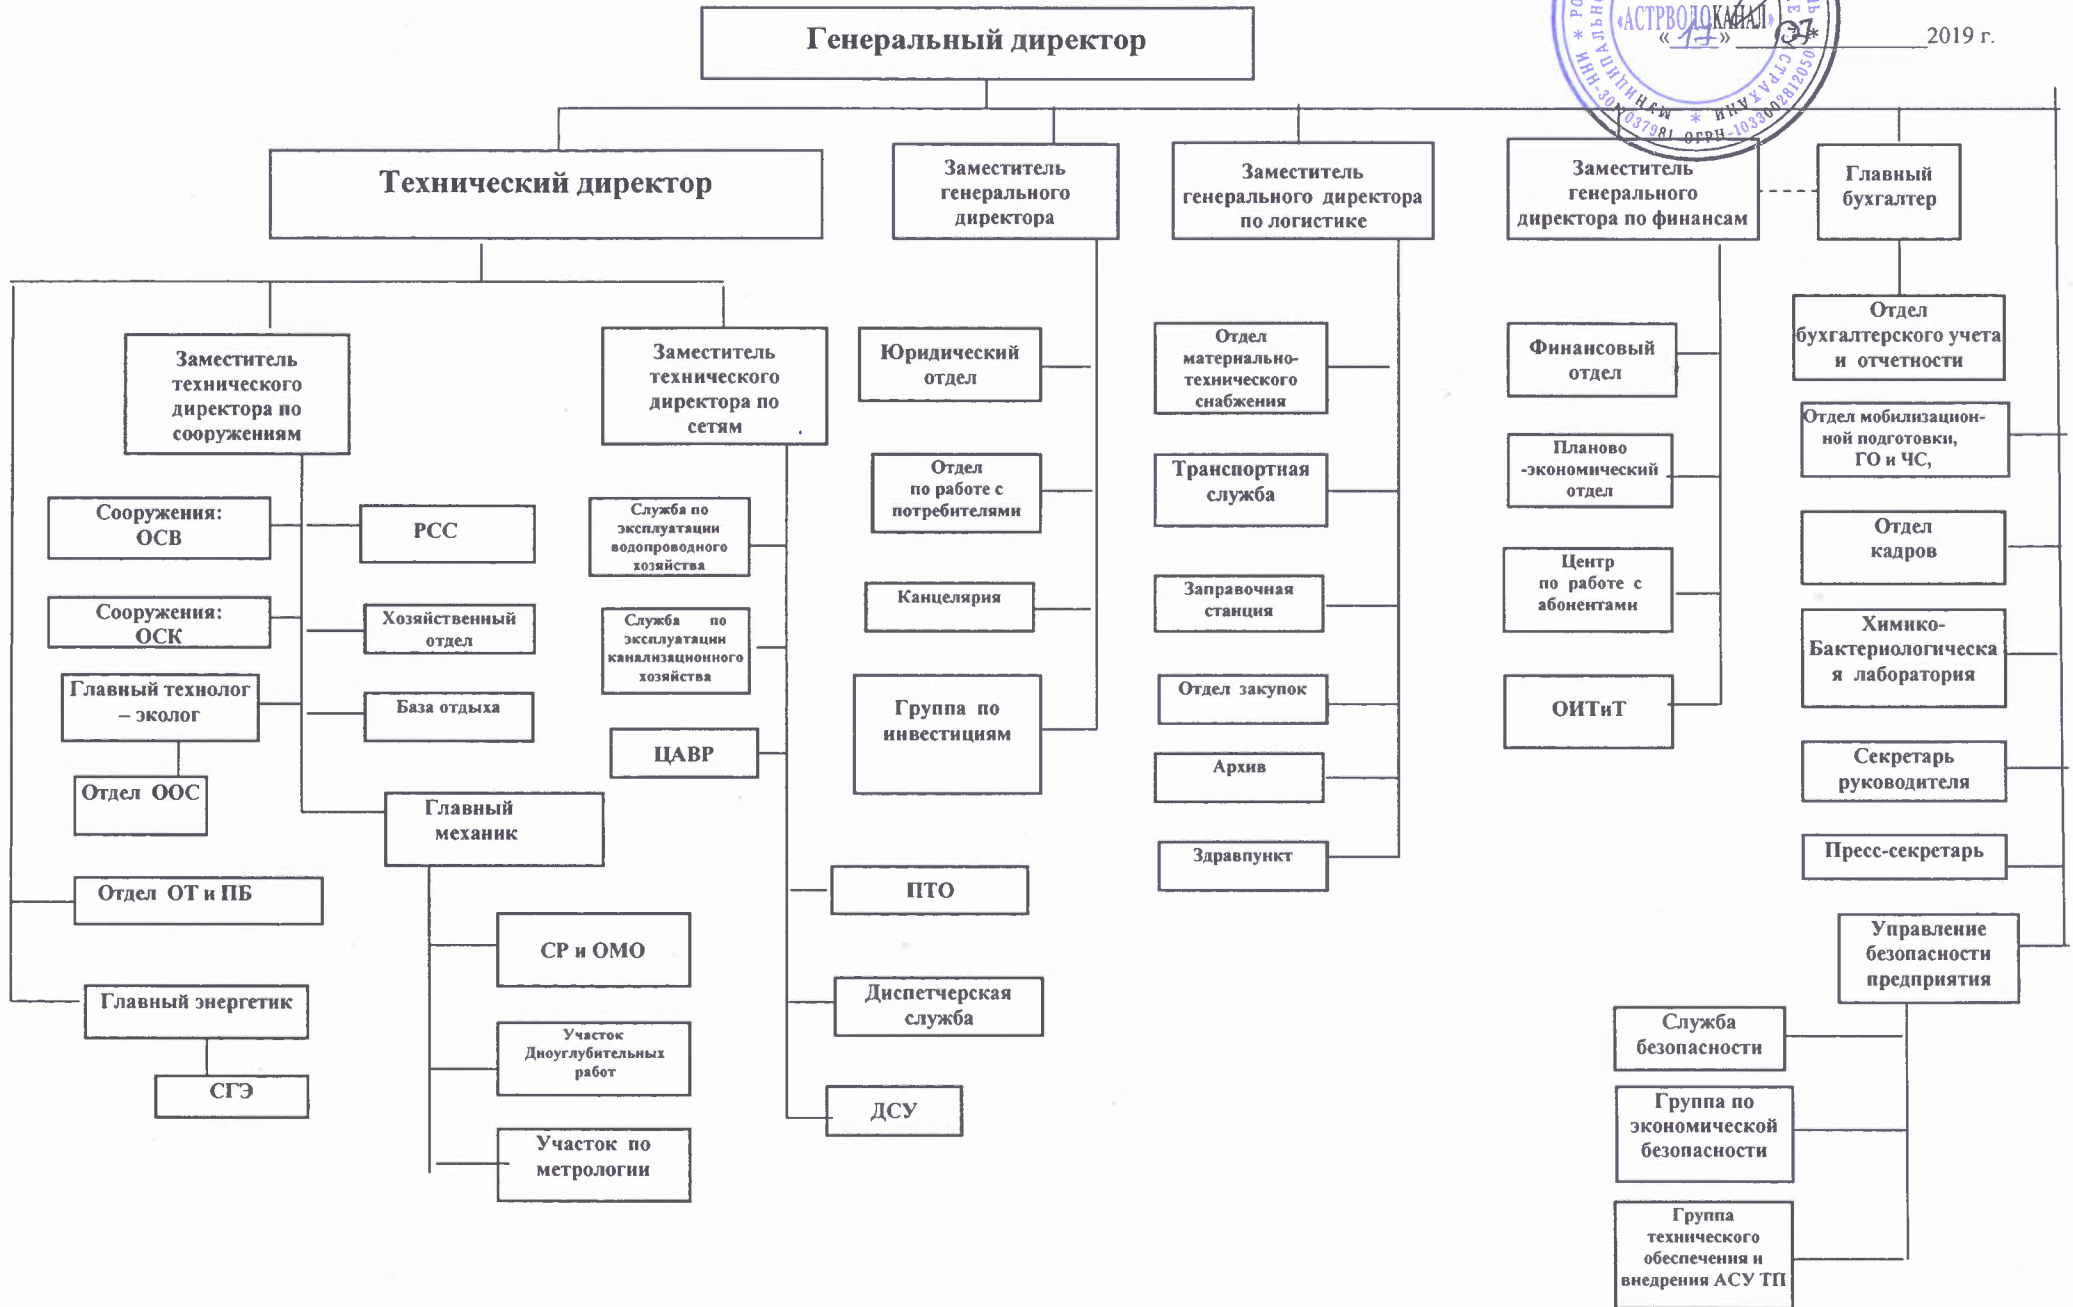 Генеральный директор
«АСТРВОДОКАНАЛ»
«17» 07 2019 г.
Технический директор
Заместитель
генерального
директора
Заместитель
генерального директора
по логистике
Заместитель
генерального
директора по финансам
Главный
бухгалтер
Заместитель
технического
директора по
сооружениям
Заместитель
технического
директора по
сетям
Юридический
отдел
Отдел
материально-
технического
снабжения
Финансовый
отдел
Отдел
бухгалтерского учета
и отчетности
Отдел
по работе с
потребителями
Транспортная
служба
Планово
-экономический
отдел
Отдел мобилизацион-
ной подготовки,
ГО и ЧС,
Сооружения:
ОСВ
РСС
Служба по
эксплуатации
водопроводного
хозяйства
Канцелярия
Заправочная
станция
Центр
по работе с
абонентами
Отдел
кадров
Сооружения:
ОСК
Хозяйственный
отдел
Служба по
эксплуатации
канализационного
хозяйства
Химико-
Бактериологическа
я лаборатория
Главный технолог
– эколог
База отдыха
ЦАВР
Группа по
инвестициям
Отдел закупок
ОИТиТ
Архив
Секретарь
руководителя
Отдел ООС
Главный
механик
Здравпункт
Пресс-секретарь
Отдел ОТ и ПБ
ПТО
СР и ОМО
Управление
безопасности
предприятия
Главный энергетик
Диспетчерская
служба
Служба
безопасности
Участок
Дноуглубительных
работ
СГЭ
ДСУ
Группа по
экономической
безопасности
Участок по
метрологии
Группа
технического
обеспечения и
внедрения АСУ ТП